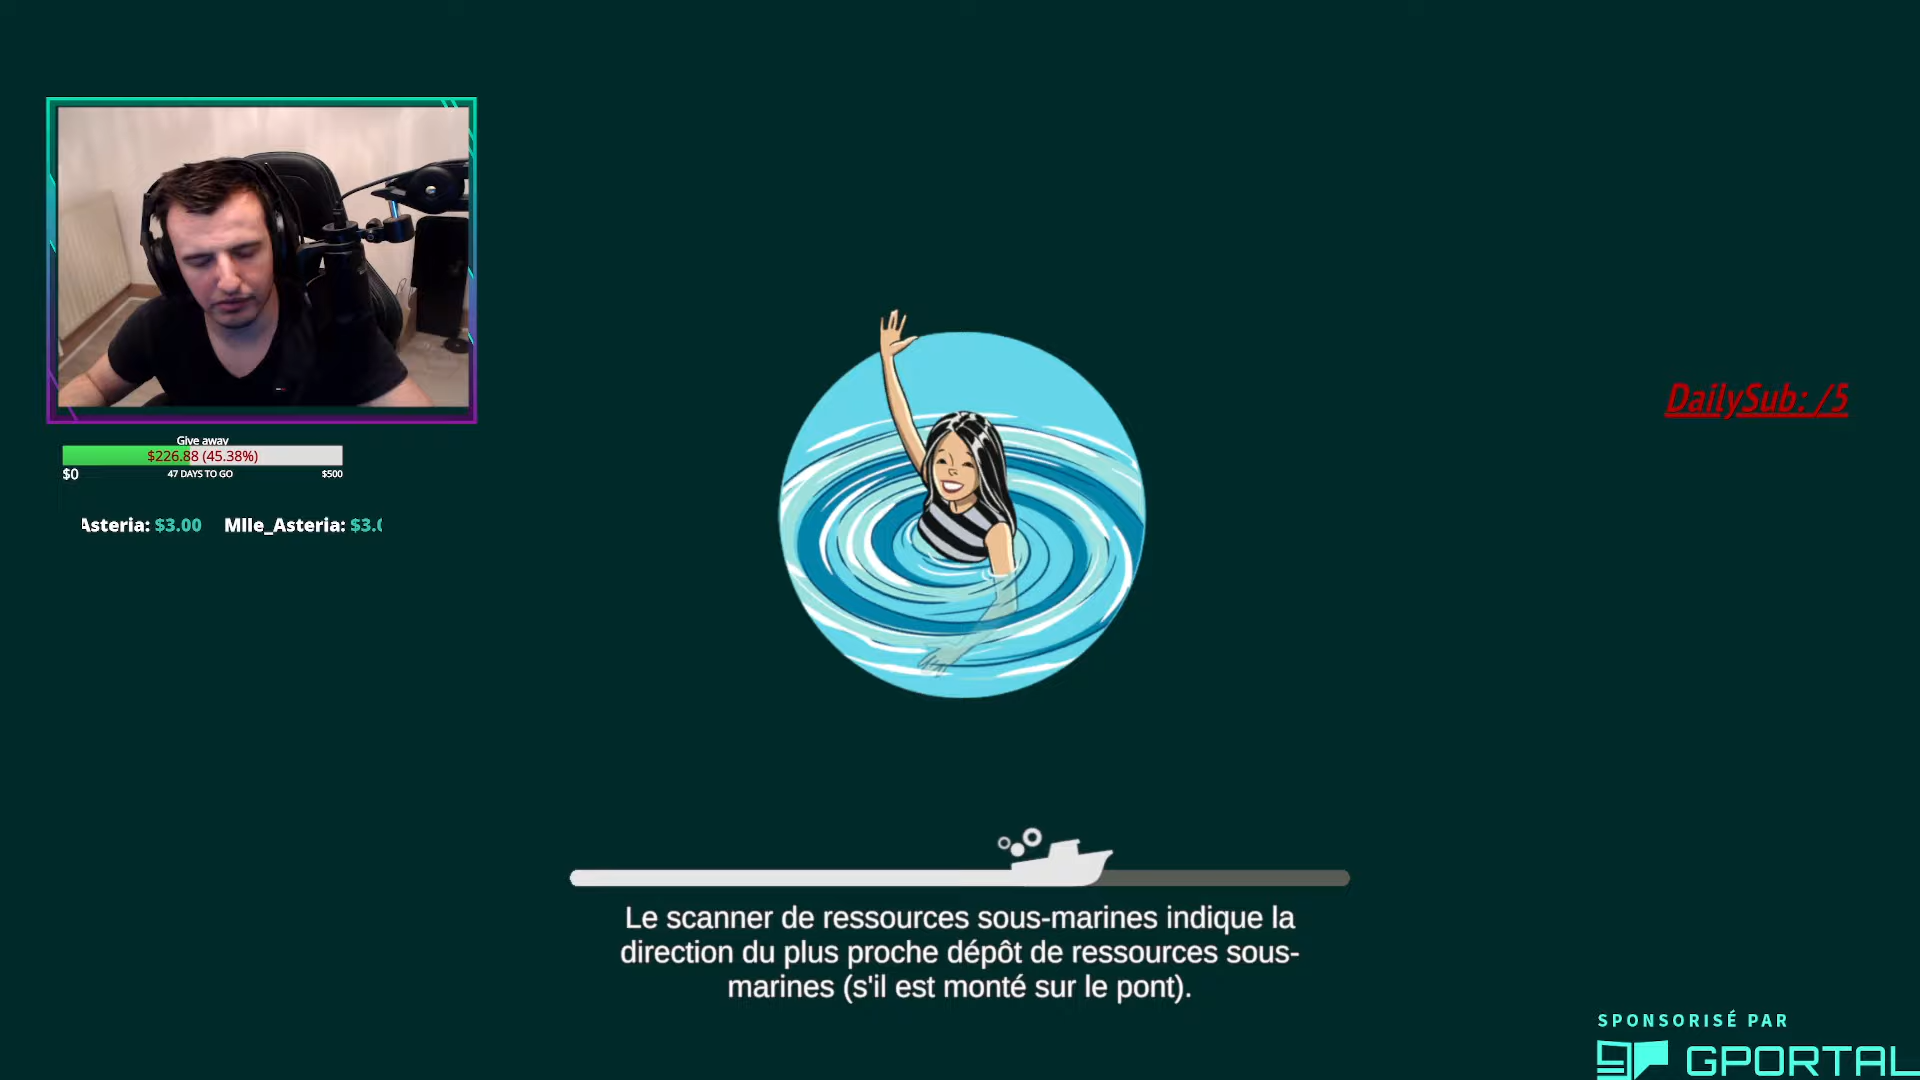 Give away
$226.88 (45.38%)
$0
47 DAYS TO GO
$500
Asteria: $3.00 Mlle_Asteria: $3.0
DailySub: /5
Le scanner de ressources sous-marines indique la
direction du plus proche dépôt de ressources sous-
marines (s'il est monté sur le pont).
SPONSORISÉ PAR
GPORTAL